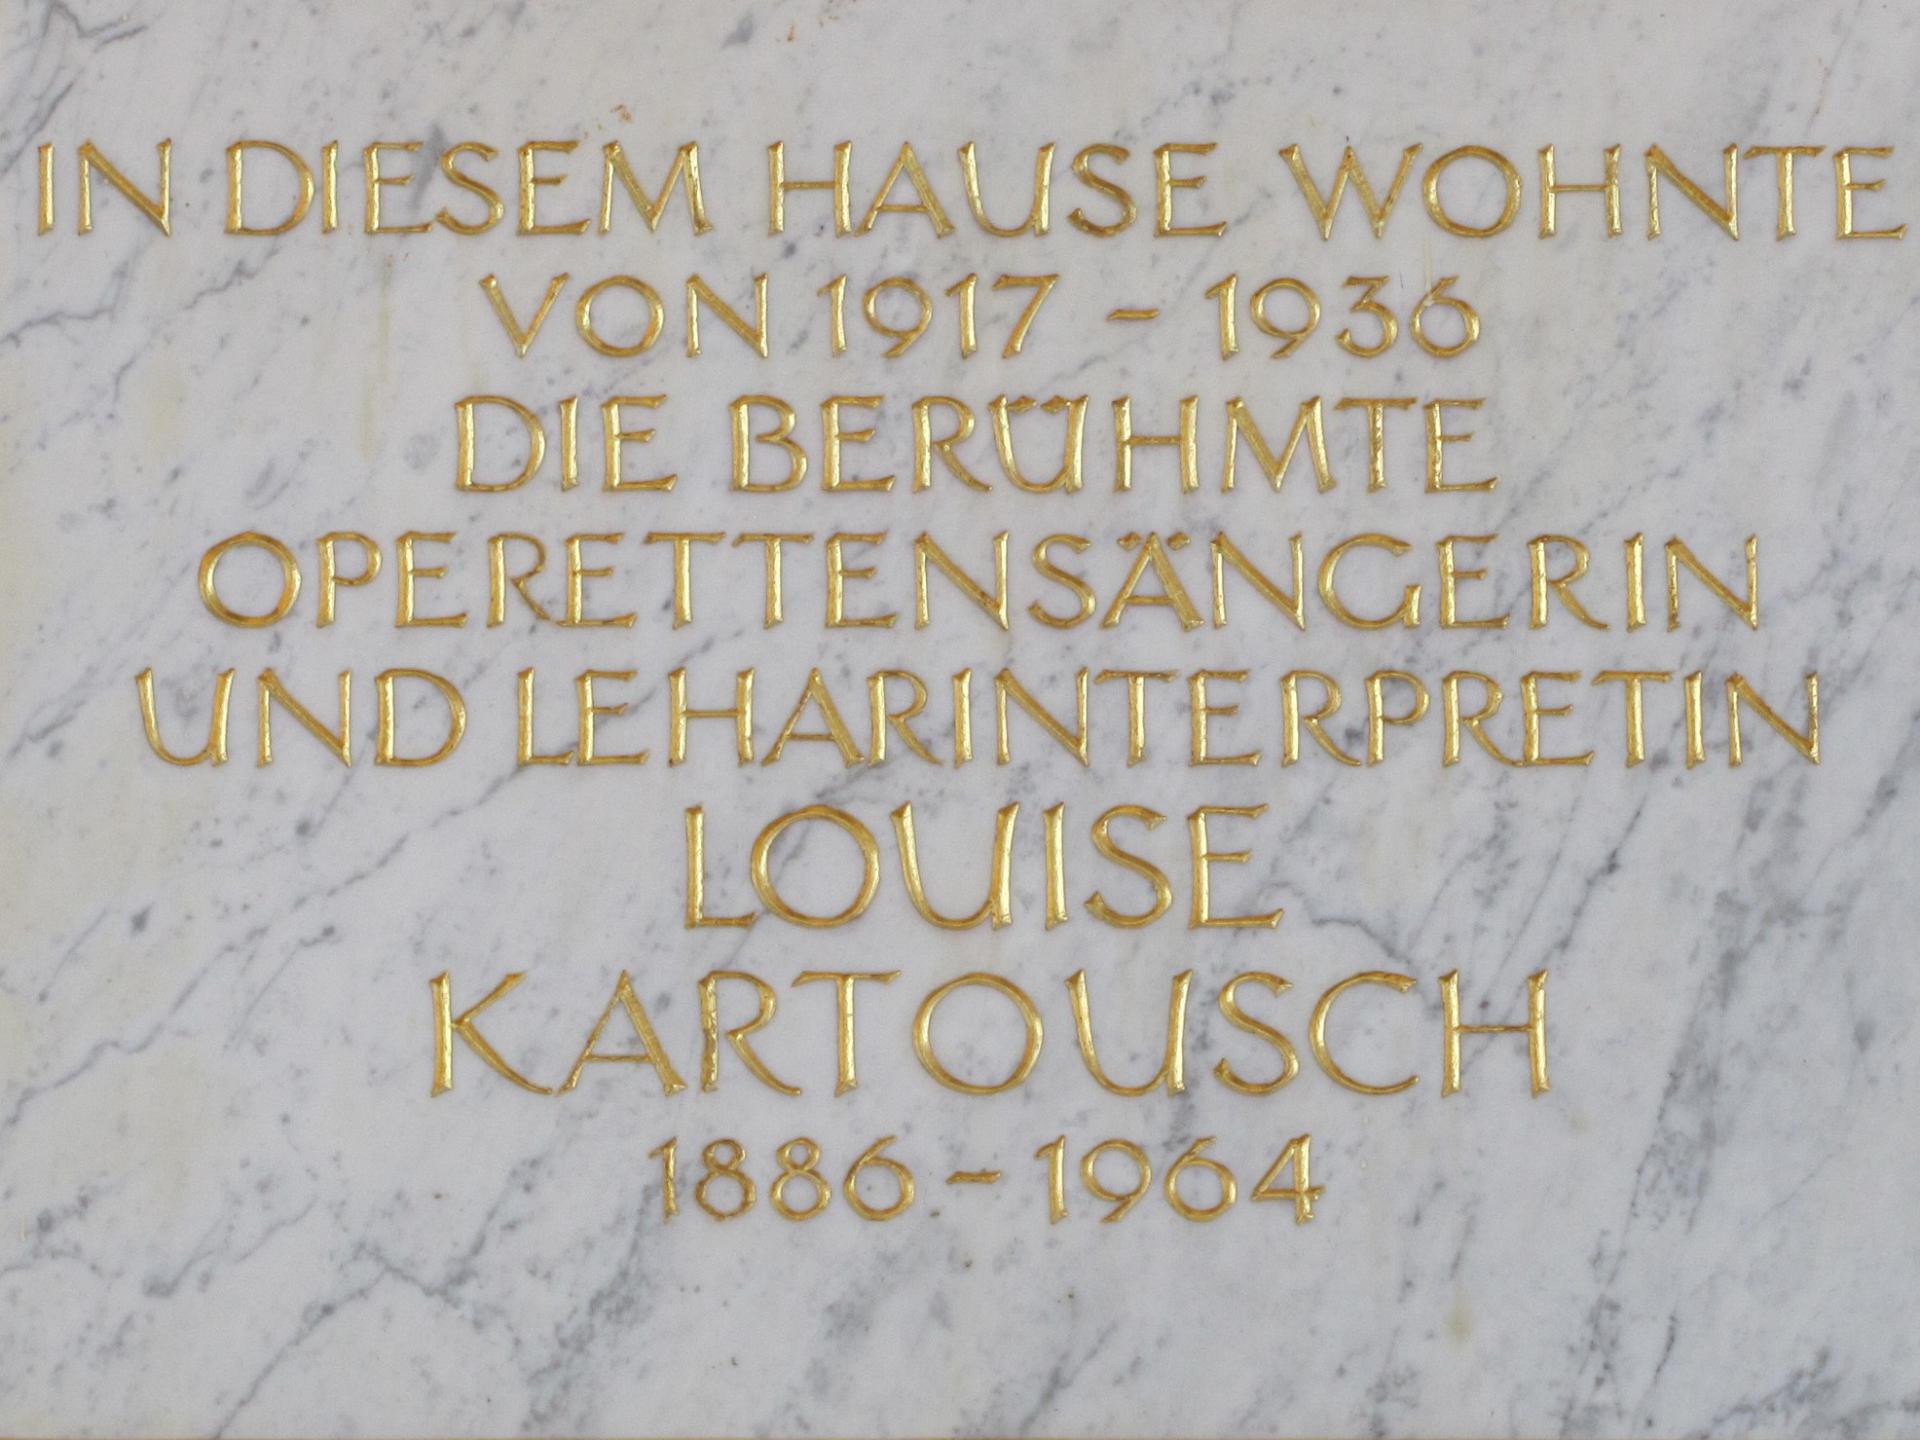 IN DIESEM HAUSE WOHNTE
VON 1917 - 1936
DIE BERÜHMTE
OPERETTENSÄNGERIN
UND LEHARINTERPRETIN
LOUISE
KARTOUSCH
1886 - 1964